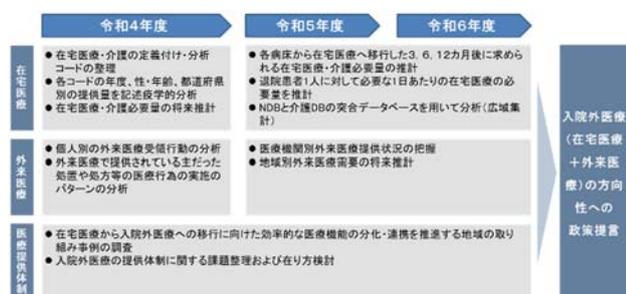 令和4年度
令和5年度
令和6年度
在宅医療
● 在宅医療・介護の定義付け・分析
コードの整理
● 各コードの年度、性・年齢、都道府県
別の提供量を記述疫学的分析
● 在宅医療・介護必要量の将来推計
● 各病床から在宅医療へ移行した3, 6, 12カ月後に求めら
れる在宅医療・介護必要量の推計
● 退院患者1人に対して必要な1日あたりの在宅医療の必
要量を推計
● NDBと介護DBの突合データベースを用いて分析(広域集
計)
外来医療
● 個人別の外来医療受領行動の分析
● 外来医療で提供されている主だった
処置や処方等の医療行為の実施の
パターンの分析
● 医療機関別外来医療提供状況の把握
● 地域別外来医療需要の将来推計
医療提供体制
● 在宅医療から入院外医療への移行に向けた効率的な医療機能の分化・連携を推進する地域の取り
組み事例の調査
● 入院外医療の提供体制に関する課題整理および在り方検討
入院外医療
(在宅医療
+外来医
療)の方向
性への
政策提言